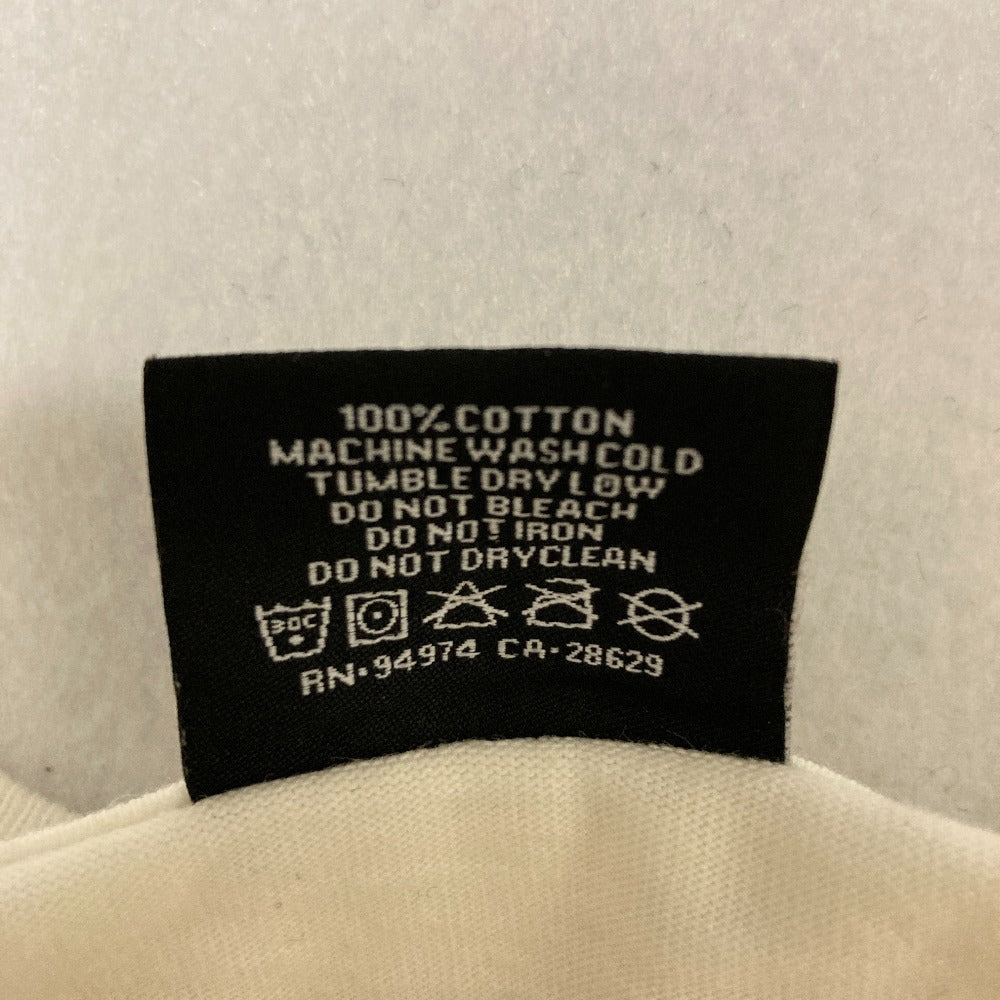 100% COTTON
MACHINE WASH COLD
TUMBLE DRY LOW
DO NOT BLEACH
DO NOT IRON
DO NOT DRYCLEAN
30C
RN·94974 CA·28629